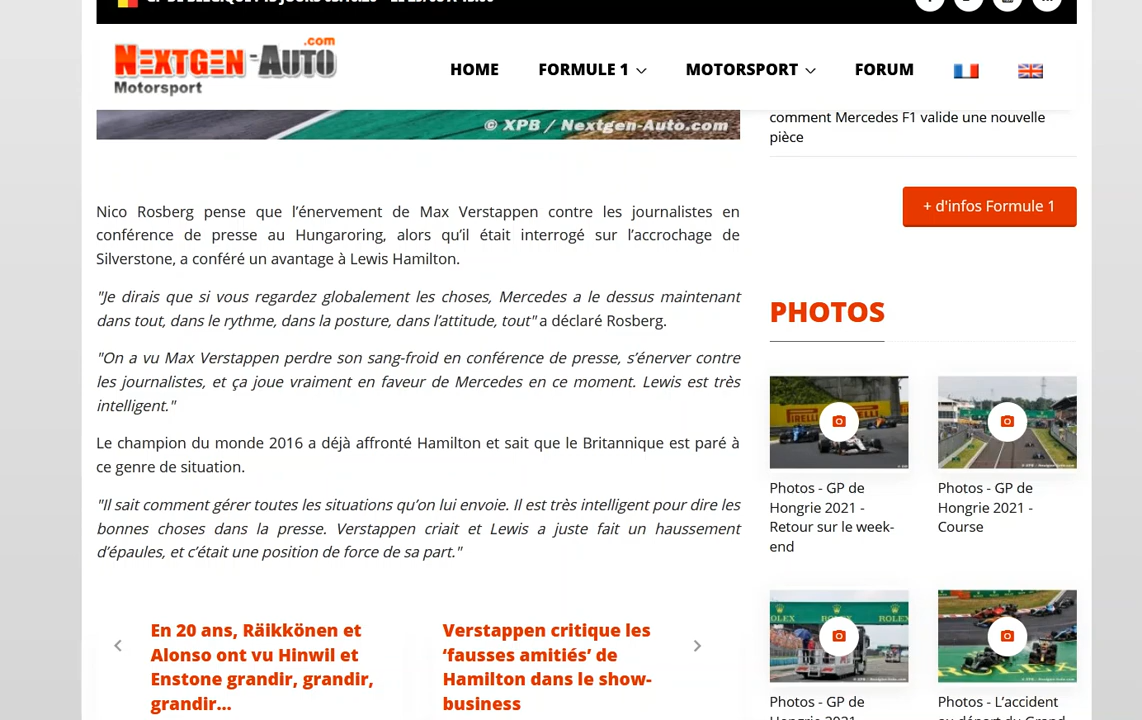 NEXTGEN-AUTO
.com
Motorsport
HOME
FORMULE 1
MOTORSPORT
FORUM
© XPB / Nextgen-Auto.com
Nico Rosberg pense que l’énervement de Max Verstappen contre les journalistes en
conférence de presse au Hungaroring, alors qu’il était interrogé sur l’accrochage de
Silverstone, a conféré un avantage à Lewis Hamilton.
"Je dirais que si vous regardez globalement les choses, Mercedes a le dessus maintenant
dans tout, dans le rythme, dans la posture, dans l’attitude, tout" a déclaré Rosberg.
"On a vu Max Verstappen perdre son sang-froid en conférence de presse, s’énerver contre
les journalistes, et ça joue vraiment en faveur de Mercedes en ce moment. Lewis est très
intelligent."
Le champion du monde 2016 a déjà affronté Hamilton et sait que le Britannique est paré à
ce genre de situation.
"Il sait comment gérer toutes les situations qu’on lui envoie. Il est très intelligent pour dire les
bonnes choses dans la presse. Verstappen criait et Lewis a juste fait un haussement
d’épaules, et c’était une position de force de sa part."
En 20 ans, Räikkönen et
Alonso ont vu Hinwil et
Enstone grandir, grandir,
grandir...
Verstappen critique les
‘fausses amitiés’ de
Hamilton dans le show-
business
comment Mercedes F1 valide une nouvelle
pièce
+ d'infos Formule 1
PHOTOS
Photos - GP de
Hongrie 2021 -
Retour sur le week-
end
Photos - GP de
Hongrie 2021 -
Course
ROLEX
Photos - GP de
Hongrie 2021
Photos - L’accident
au départ du Grand